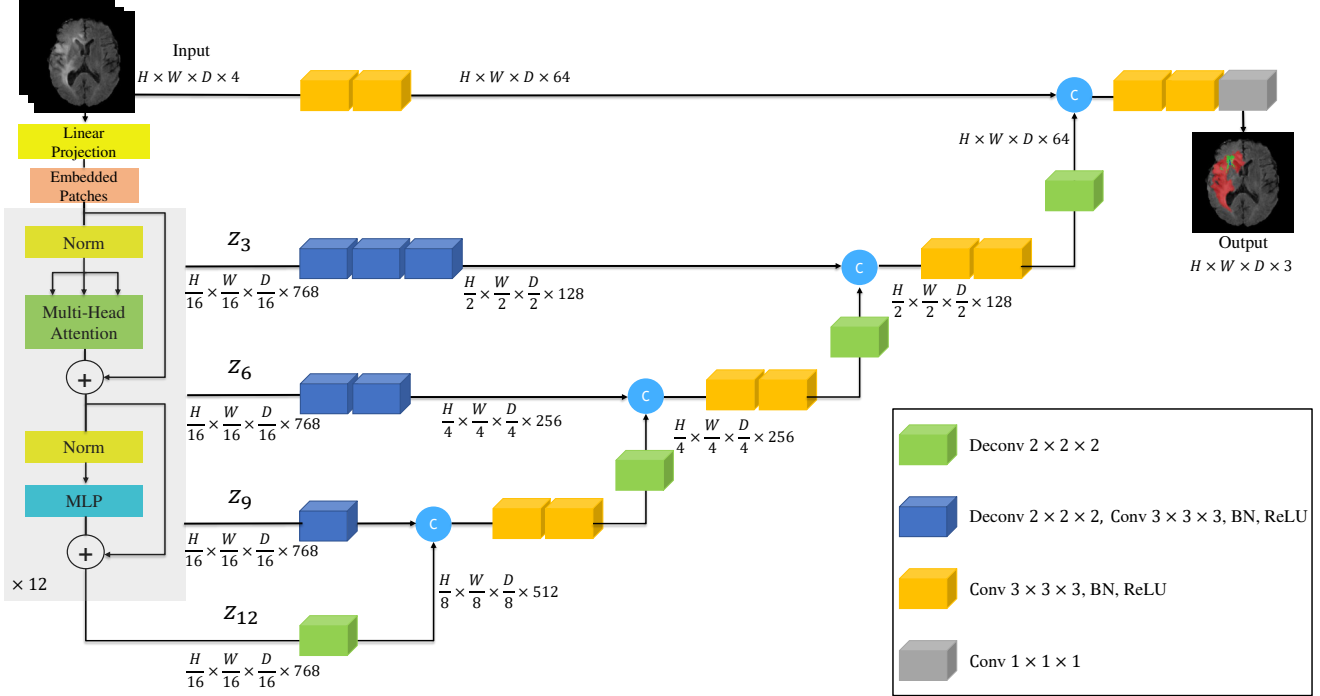 Input
H × W × D × 4
H × W × D × 64
C
Linear
Projection
Embedded
Patches
H × W × D × 64
Output
H × W × D × 3
Norm
Multi-Head
Attention
+
Norm
MLP
+
× 12
z₃
H/16 × W/16 × D/16 × 768
H/2 × W/2 × D/2 × 128
C
H/2 × W/2 × D/2 × 128
z₆
H/16 × W/16 × D/16 × 768
H/4 × W/4 × D/4 × 256
C
H/4 × W/4 × D/4 × 256
z₉
H/16 × W/16 × D/16 × 768
C
H/8 × W/8 × D/8 × 512
z₁₂
H/16 × W/16 × D/16 × 768
Deconv 2 × 2 × 2
Deconv 2 × 2 × 2, Conv 3 × 3 × 3, BN, ReLU
Conv 3 × 3 × 3, BN, ReLU
Conv 1 × 1 × 1